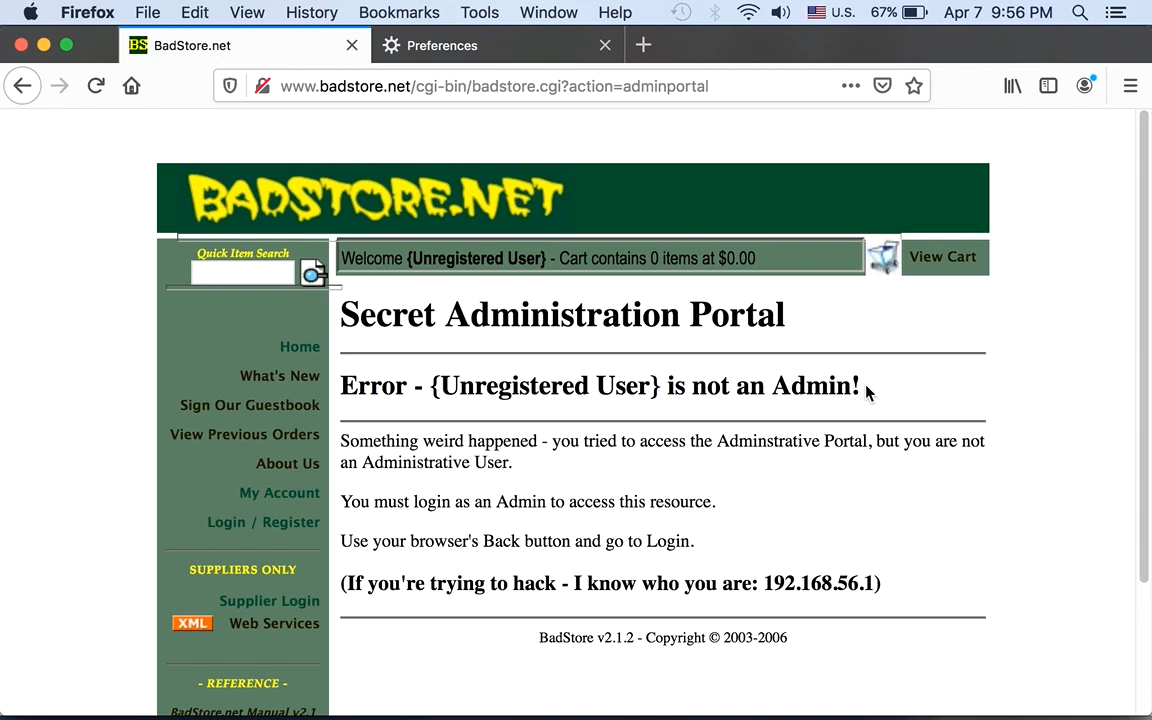 Firefox File Edit View History Bookmarks Tools Window Help U.S. 67% Apr 7 9:56 PM
BS BadStore.net Preferences
www.badstore.net/cgi-bin/badstore.cgi?action=adminportal
BADSTORE.NET
Quick Item Search
Welcome {Unregistered User} - Cart contains 0 items at $0.00
View Cart
Home
What's New
Sign Our Guestbook
View Previous Orders
About Us
My Account
Login / Register
SUPPLIERS ONLY
Supplier Login
XML Web Services
- REFERENCE -
BadStore.net Manual v2.1
Secret Administration Portal
Error - {Unregistered User} is not an Admin!
Something weird happened - you tried to access the Adminstrative Portal, but you are not
an Administrative User.
You must login as an Admin to access this resource.
Use your browser's Back button and go to Login.
(If you're trying to hack - I know who you are: 192.168.56.1)
BadStore v2.1.2 - Copyright © 2003-2006